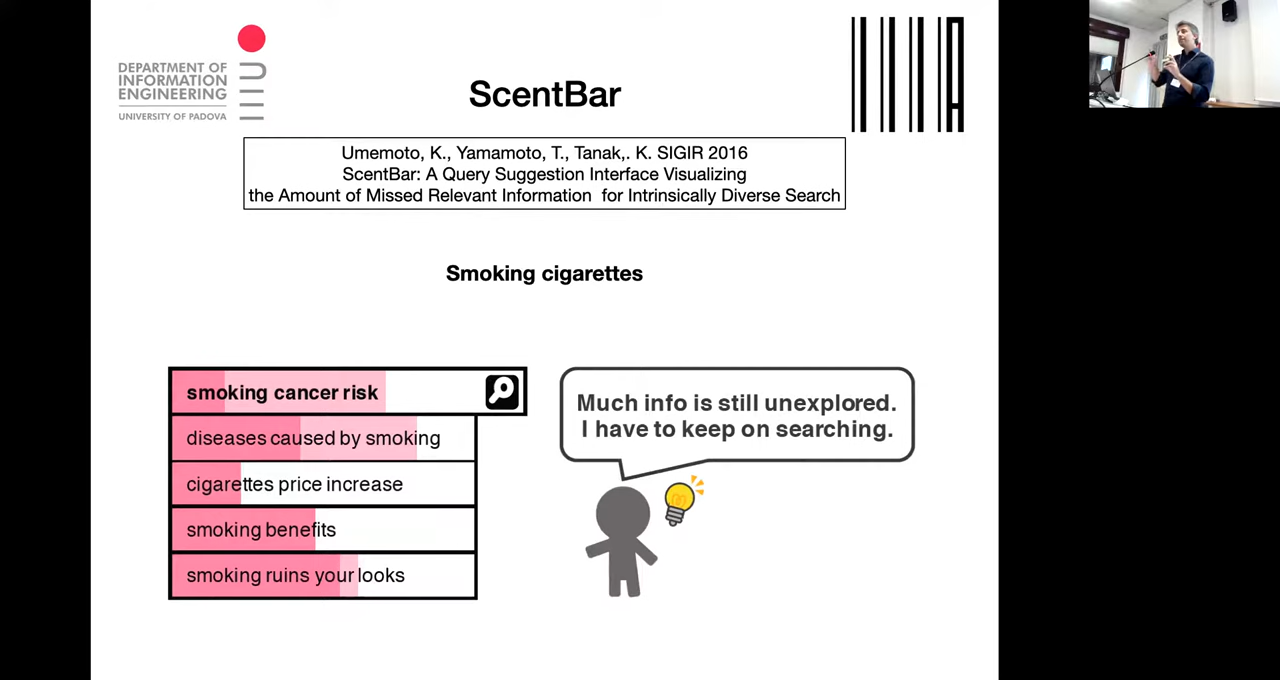 DEPARTMENT OF
INFORMATION
ENGINEERING
UNIVERSITY OF PADOVA
ScentBar
Umemoto, K., Yamamoto, T., Tanak,. K. SIGIR 2016
ScentBar: A Query Suggestion Interface Visualizing
the Amount of Missed Relevant Information for Intrinsically Diverse Search
Smoking cigarettes
smoking cancer risk
diseases caused by smoking
cigarettes price increase
smoking benefits
smoking ruins your looks
Much info is still unexplored.
I have to keep on searching.